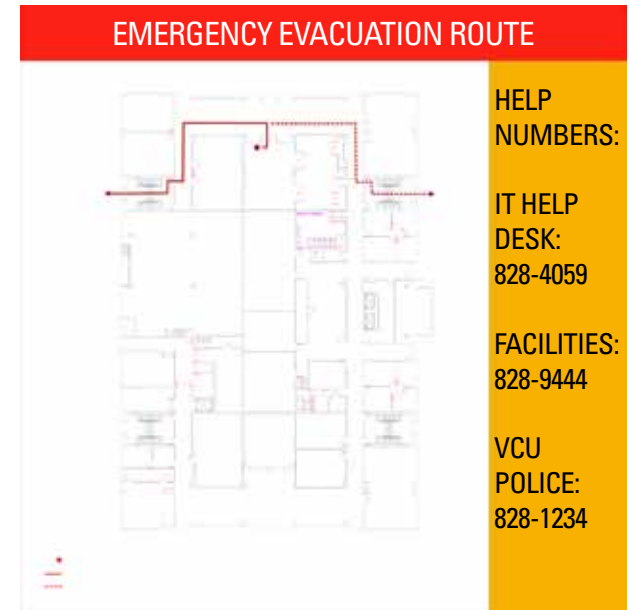 EMERGENCY EVACUATION ROUTE
HELP
NUMBERS:
IT HELP
DESK:
828-4059
FACILITIES:
828-9444
VCU
POLICE:
828-1234